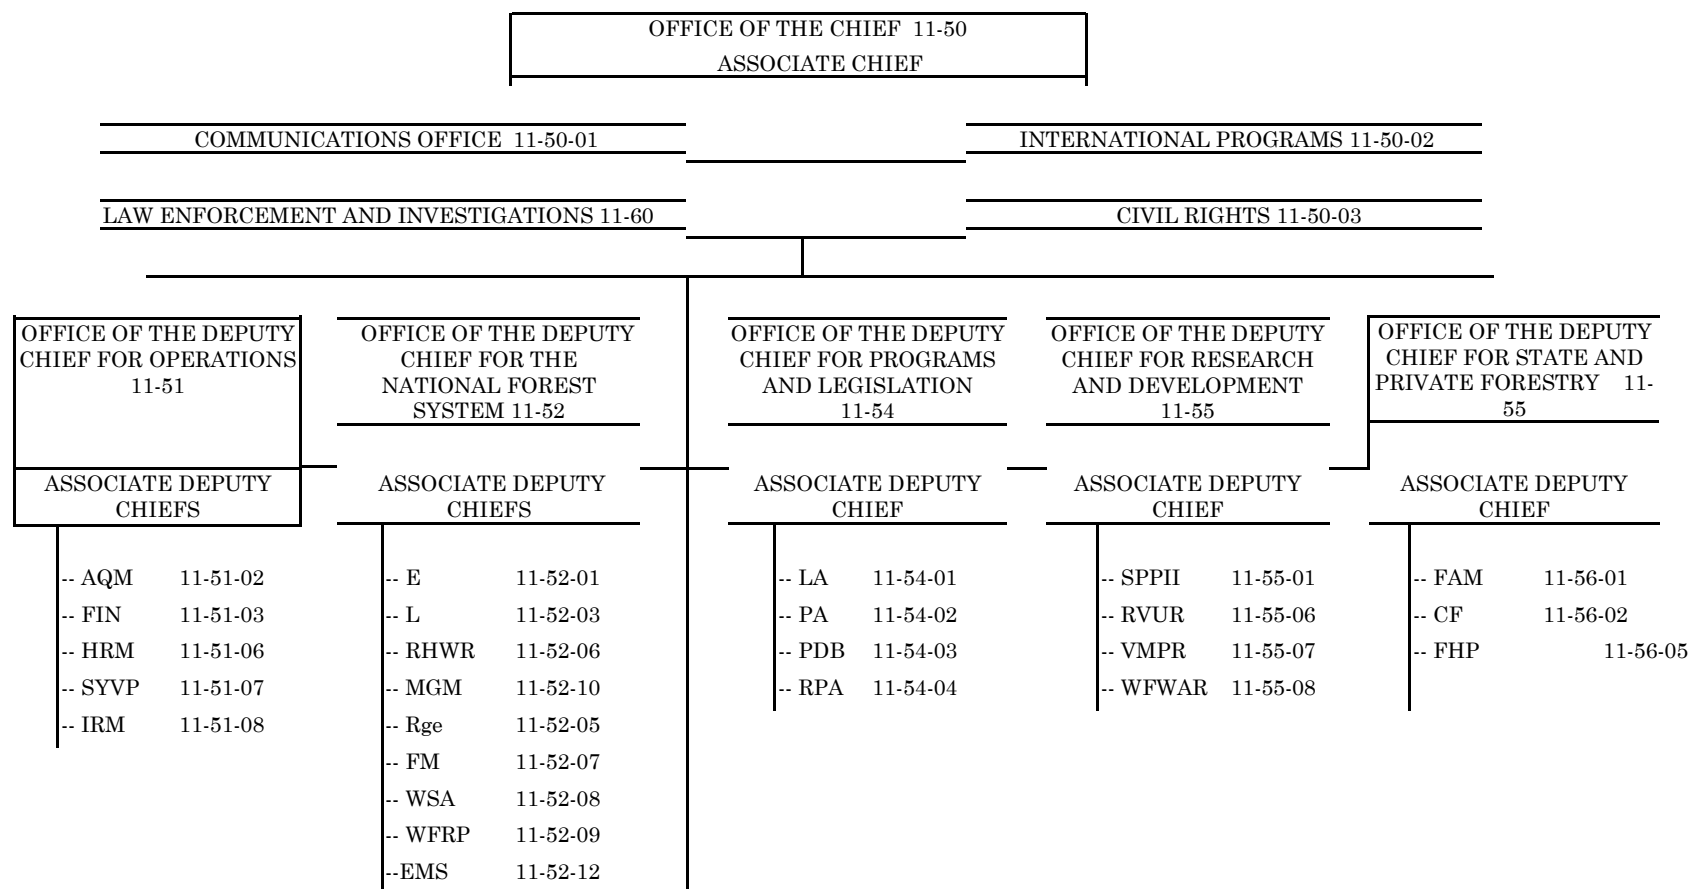 OFFICE OF THE CHIEF 11-50
ASSOCIATE CHIEF
COMMUNICATIONS OFFICE 11-50-01
INTERNATIONAL PROGRAMS 11-50-02
LAW ENFORCEMENT AND INVESTIGATIONS 11-60
CIVIL RIGHTS 11-50-03
OFFICE OF THE DEPUTY
CHIEF FOR OPERATIONS
11-51
ASSOCIATE DEPUTY
CHIEFS
-- AQM 11-51-02
-- FIN 11-51-03
-- HRM 11-51-06
-- SYVP 11-51-07
-- IRM 11-51-08
OFFICE OF THE DEPUTY
CHIEF FOR THE
NATIONAL FOREST
SYSTEM 11-52
ASSOCIATE DEPUTY
CHIEFS
-- E 11-52-01
-- L 11-52-03
-- RHWR 11-52-06
-- MGM 11-52-10
-- Rge 11-52-05
-- FM 11-52-07
-- WSA 11-52-08
-- WFRP 11-52-09
--EMS 11-52-12
OFFICE OF THE DEPUTY
CHIEF FOR PROGRAMS
AND LEGISLATION
11-54
ASSOCIATE DEPUTY
CHIEF
-- LA 11-54-01
-- PA 11-54-02
-- PDB 11-54-03
-- RPA 11-54-04
OFFICE OF THE DEPUTY
CHIEF FOR RESEARCH
AND DEVELOPMENT
11-55
ASSOCIATE DEPUTY
CHIEF
-- SPPII 11-55-01
-- RVUR 11-55-06
-- VMPR 11-55-07
-- WFWAR 11-55-08
OFFICE OF THE DEPUTY
CHIEF FOR STATE AND
PRIVATE FORESTRY 11-
55
ASSOCIATE DEPUTY
CHIEF
-- FAM 11-56-01
-- CF 11-56-02
-- FHP 11-56-05